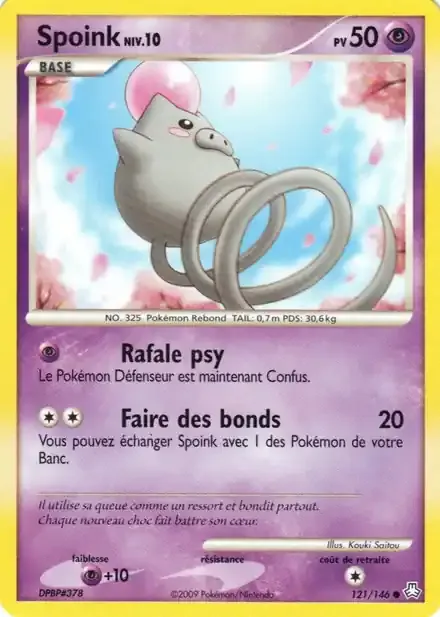 Spoink NIV.10
PV 50
BASE
NO. 325 Pokémon Rebond TAIL: 0,7 m PDS: 30,6 kg
Rafale psy
Le Pokémon Défenseur est maintenant Confus.
Faire des bonds 20
Vous pouvez échanger Spoink avec 1 des Pokémon de votre
Banc.
Il utilise sa queue comme un ressort et bondit partout.
Chaque nouveau choc fait battre son cœur.
Illus. Kouki Saitou
faiblesse résistance coût de retraite
+10
DPBP#378 ©2009 Pokémon/Nintendo 121/146